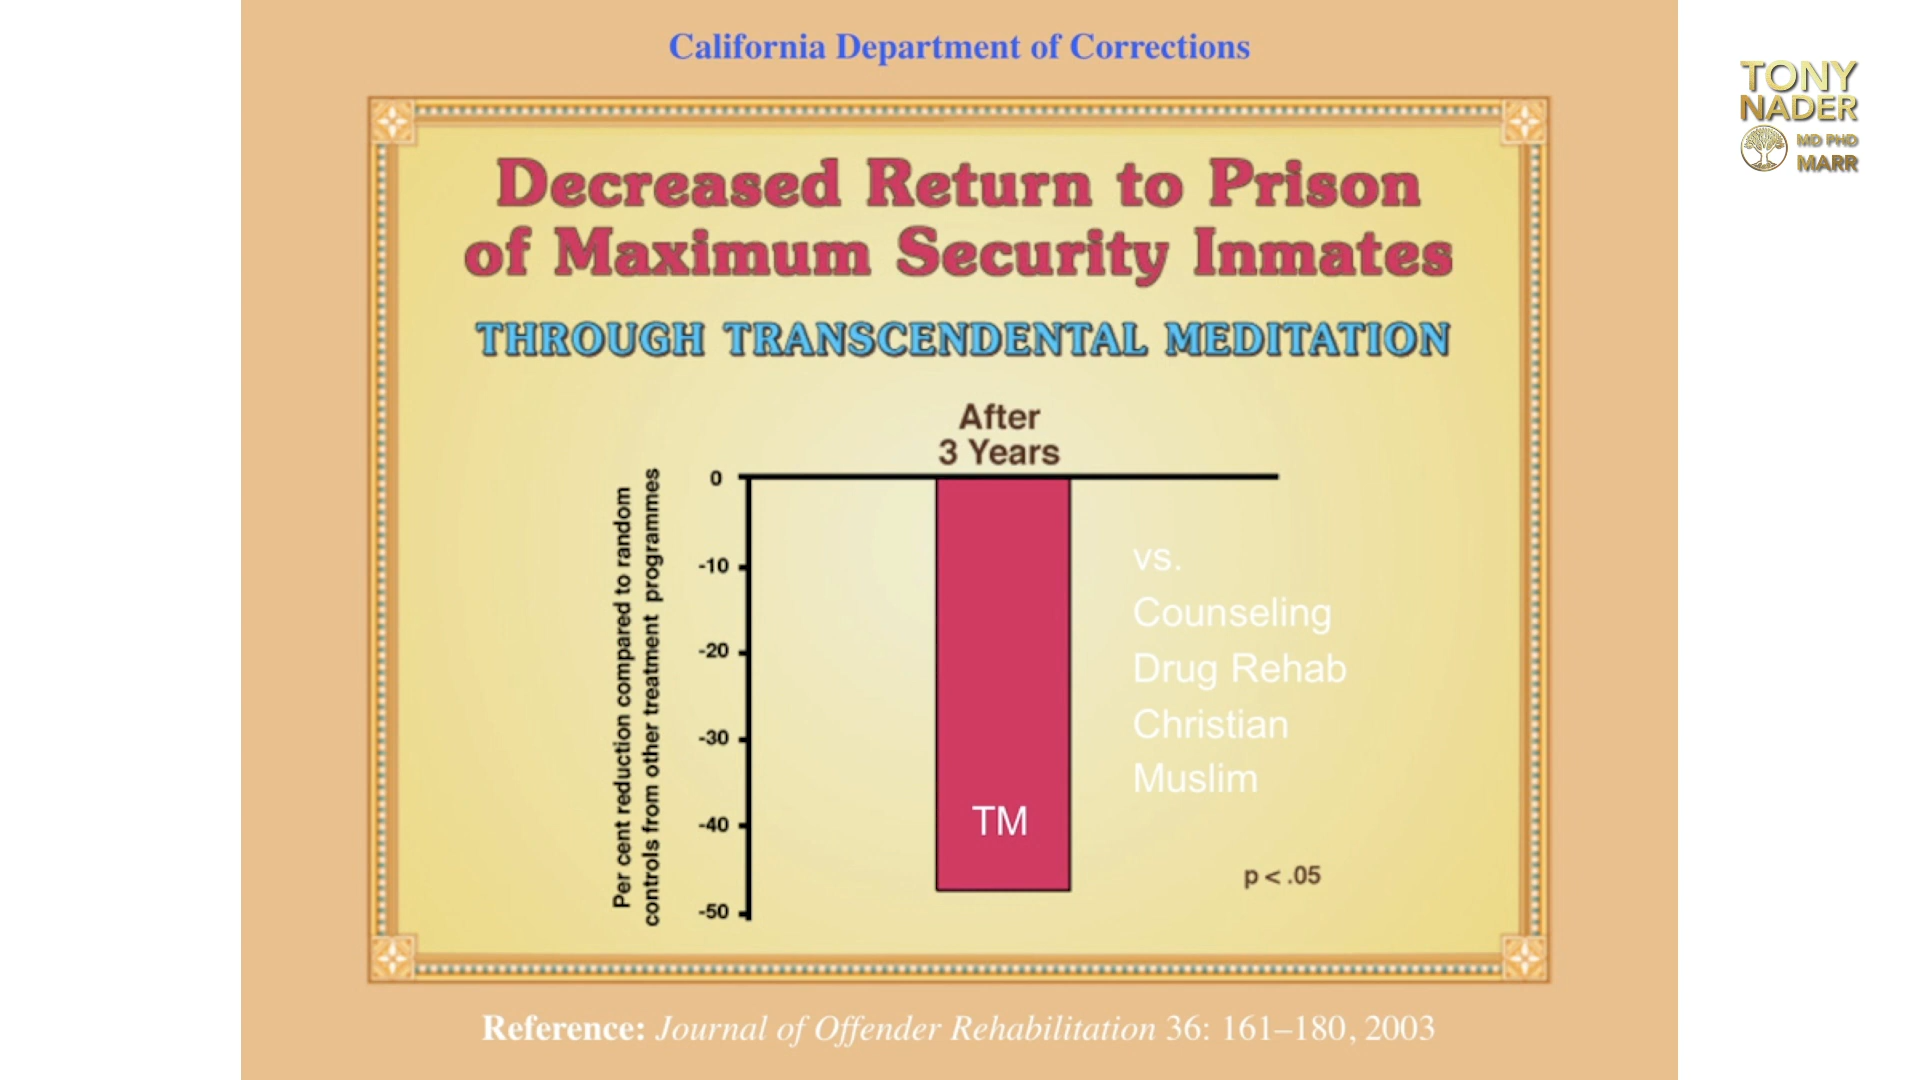 California Department of Corrections
TONY
NADER
MD PHD
MARR
Decreased Return to Prison
of Maximum Security Inmates
THROUGH TRANSCENDENTAL MEDITATION
After
3 Years
Per cent reduction compared to random
controls from other treatment programmes
0
-10
-20
-30
-40
-50
TM
vs.
Counseling
Drug Rehab
Christian
Muslim
p < .05
Reference: Journal of Offender Rehabilitation 36: 161–180, 2003